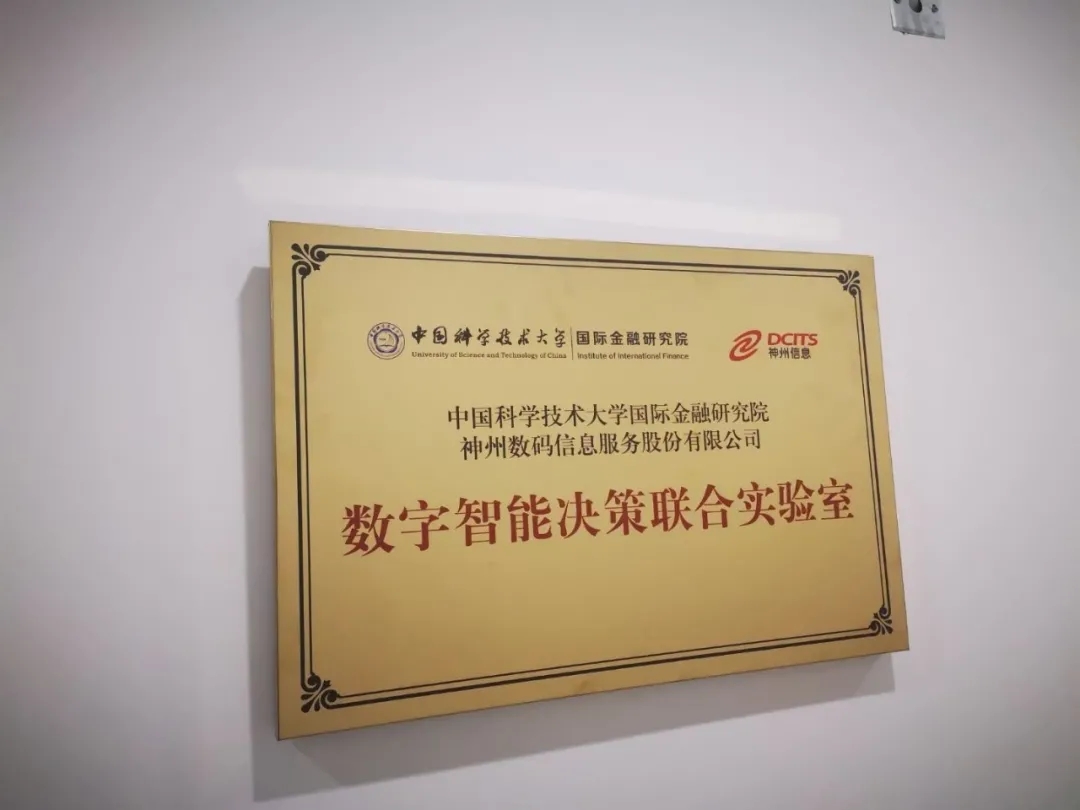 中国科学技术大学 国际金融研究院 DCITS
University of Science and Technology of China Institute of International Finance 神州信息
中国科学技术大学国际金融研究院
神州数码信息服务股份有限公司
数字智能决策联合实验室